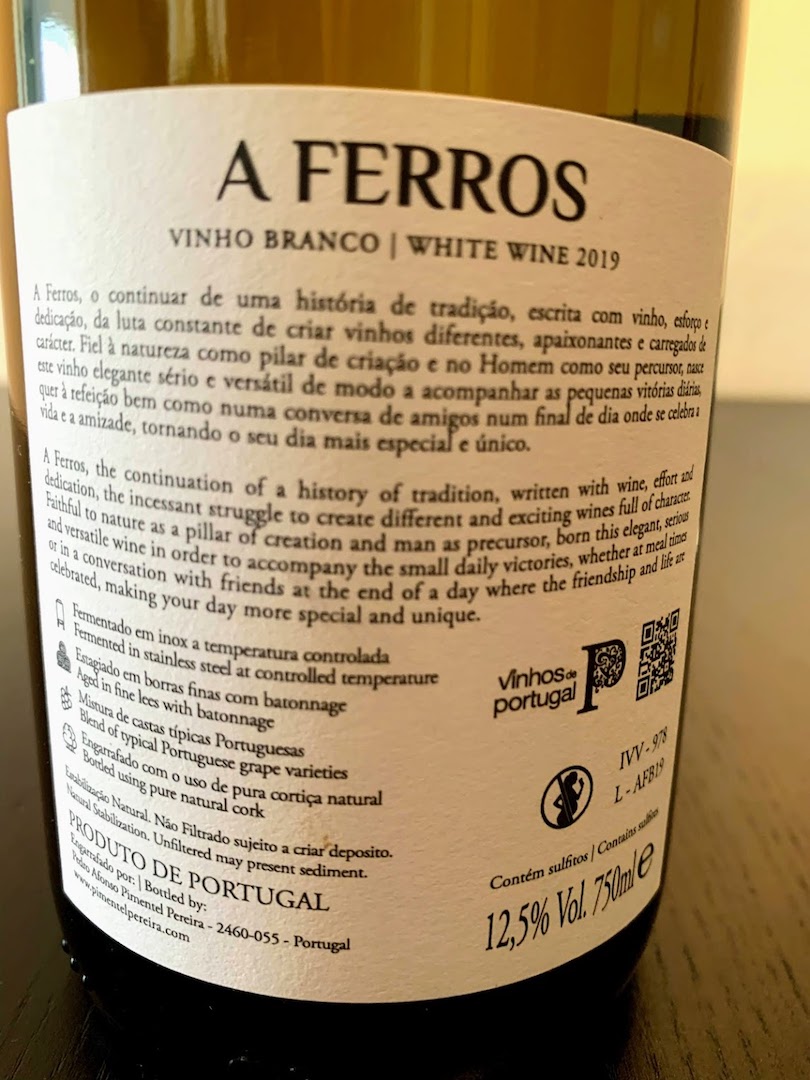 A FERROS
VINHO BRANCO | WHITE WINE 2019
A Ferros, o continuar de uma história de tradição, escrita com vinho, esforço e
dedicação, da luta constante de criar vinhos diferentes, apaixonantes e carregados de
carácter. Fiel à natureza como pilar de criação e no Homem como seu percursor, nasce
este vinho elegante sério e versátil de modo a acompanhar as pequenas vitórias diárias,
quer à refeição bem como numa conversa de amigos num final de dia onde se celebra a
vida e a amizade, tornando o seu dia mais especial e único.
A Ferros, the continuation of a history of tradition, written with wine, effort and
dedication, the incessant struggle to create different and exciting wines full of character.
Faithful to nature as a pillar of creation and man as precursor, born this elegant, serious
and versatile wine in order to accompany the small daily victories, whether at meal times
or in a conversation with friends at the end of a day where the friendship and life are
celebrated, making your day more special and unique.
Fermentado em inox a temperatura controlada
Fermented in stainless steel at controlled temperature
Estagiado em borras finas com batonnage
Aged in fine lees with batonnage
Mistura de castas típicas Portuguesas
Blend of typical Portuguese grape varieties
Engarrafado com o uso de pura cortiça natural
Bottled using pure natural cork
Estabilização Natural. Não Filtrado sujeito a criar deposito.
Natural Stabilization. Unfiltered may present sediment.
PRODUTO DE PORTUGAL
Engarrafado por: | Bottled by:
Pedro Afonso Pimentel Pereira - 2460-055 - Portugal
www.pimentelpereira.com
Vinhos de
portugal P
IVV - 978
L - AFB19
Contém sulfitos | Contains sulfites
12,5% Vol. 750ml e